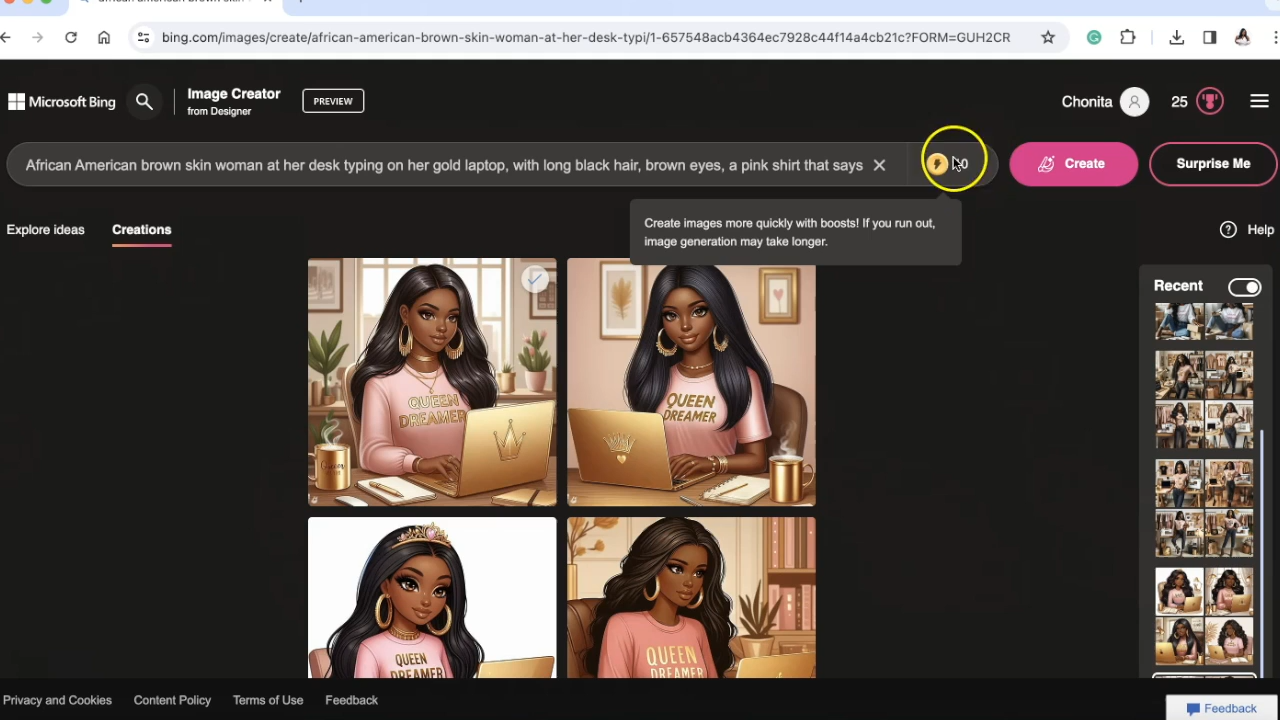 bing.com/images/create/african-american-brown-skin-woman-at-her-desk-typi/1-657548acb4364ec7928c44f14a4cb21c?FORM=GUH2CR
Microsoft Bing
Image Creator
from Designer
PREVIEW
Chonita
25
African American brown skin woman at her desk typing on her gold laptop, with long black hair, brown eyes, a pink shirt that says
Create
Surprise Me
Create images more quickly with boosts! If you run out,
image generation may take longer.
Explore ideas
Creations
Help
Recent
QUEEN
DREAMER
QUEEN
DREAMER
Queen
QUEEN
DREAMER
QUEEN
DREAMER
Privacy and Cookies
Content Policy
Terms of Use
Feedback
Feedback